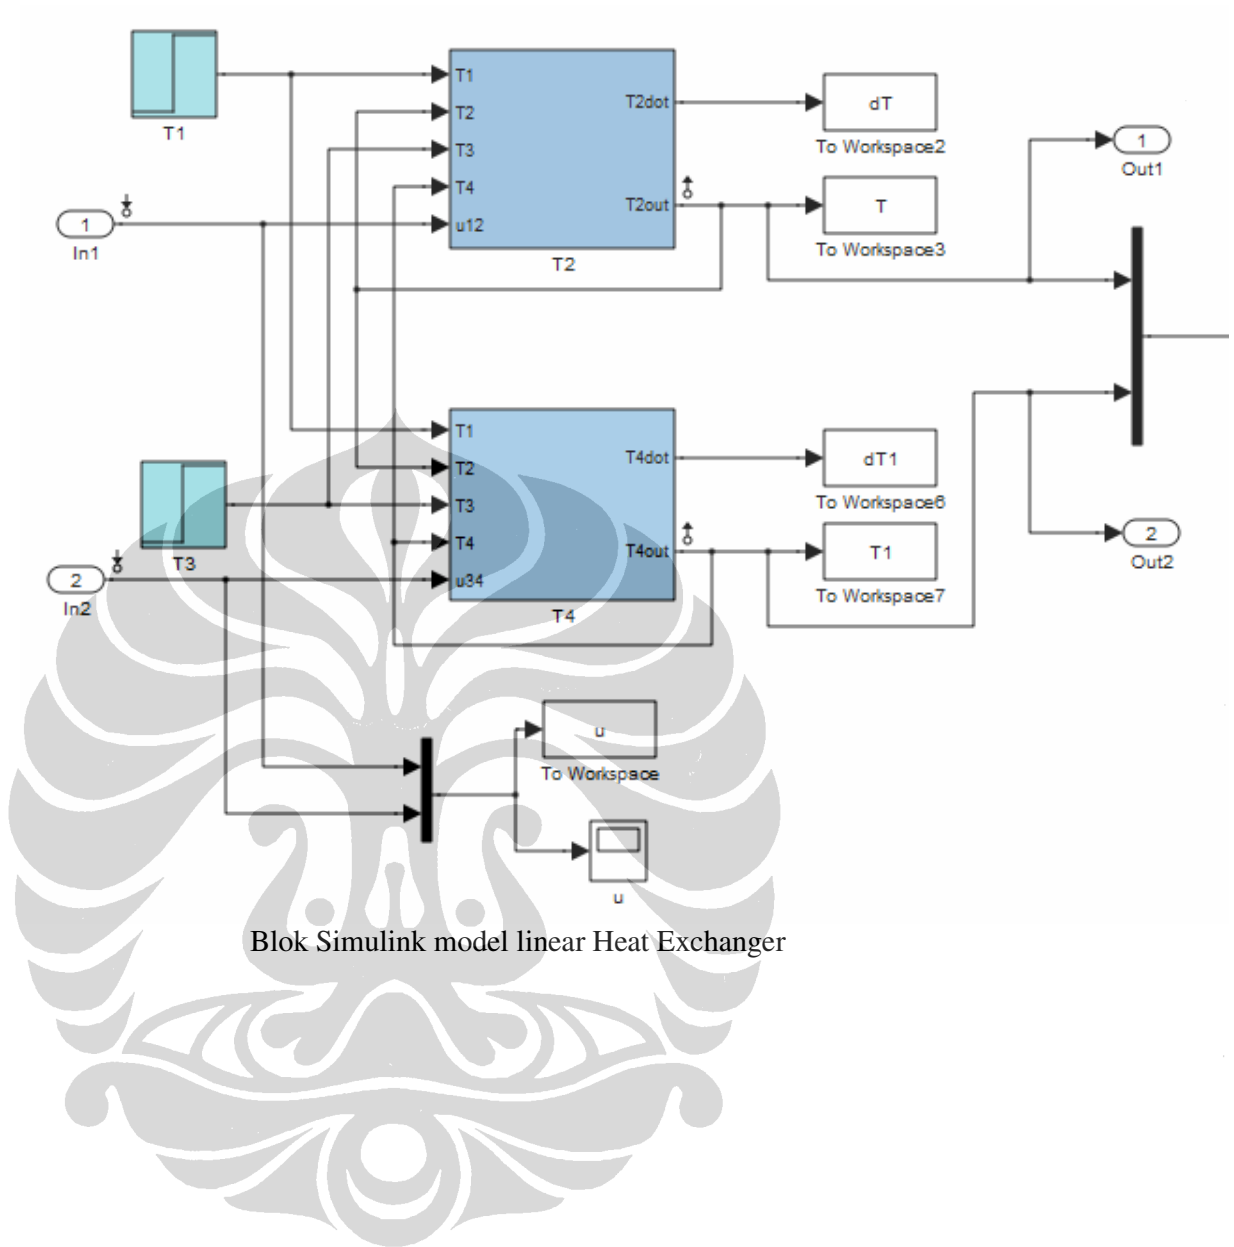 T1
In1
1
T1
T2
T3
T4
u12
T2dot
T2out
T2
dT
To Workspace2
T
To Workspace3
1
Out1
T3
2
In2
T1
T2
T3
T4
u34
T4dot
T4out
T4
dT1
To Workspace6
T1
To Workspace7
2
Out2
u
To Workspace
u
Blok Simulink model linear Heat Exchanger